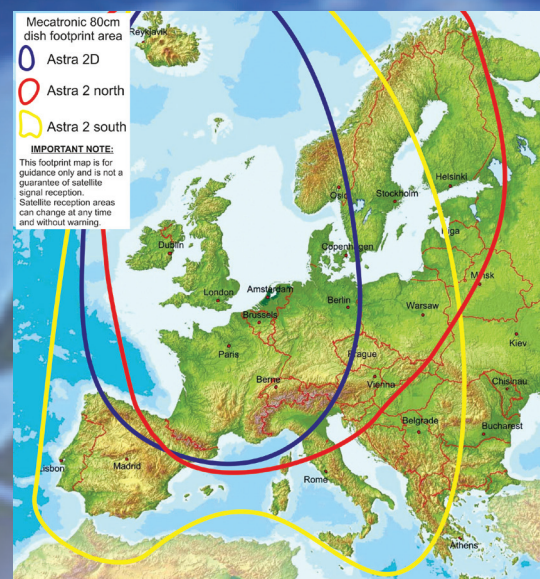 Mecatronic 80cm
dish footprint area
Astra 2D
Astra 2 north
Astra 2 south
IMPORTANT NOTE:
This footprint map is for
guidance only and is not a
guarantee of satellite
signal reception.
Satellite reception areas
can change at any time
and without warning.
Reykjavik
Helsinki
Oslo
Stockholm
Riga
Dublin
Copenhagen
Minsk
London
Amsterdam
Berlin
Warsaw
Brussels
Kiev
Paris
Prague
Berne
Vienna
Chisinau
Belgrade
Bucharest
Lisbon
Madrid
Rome
Athens